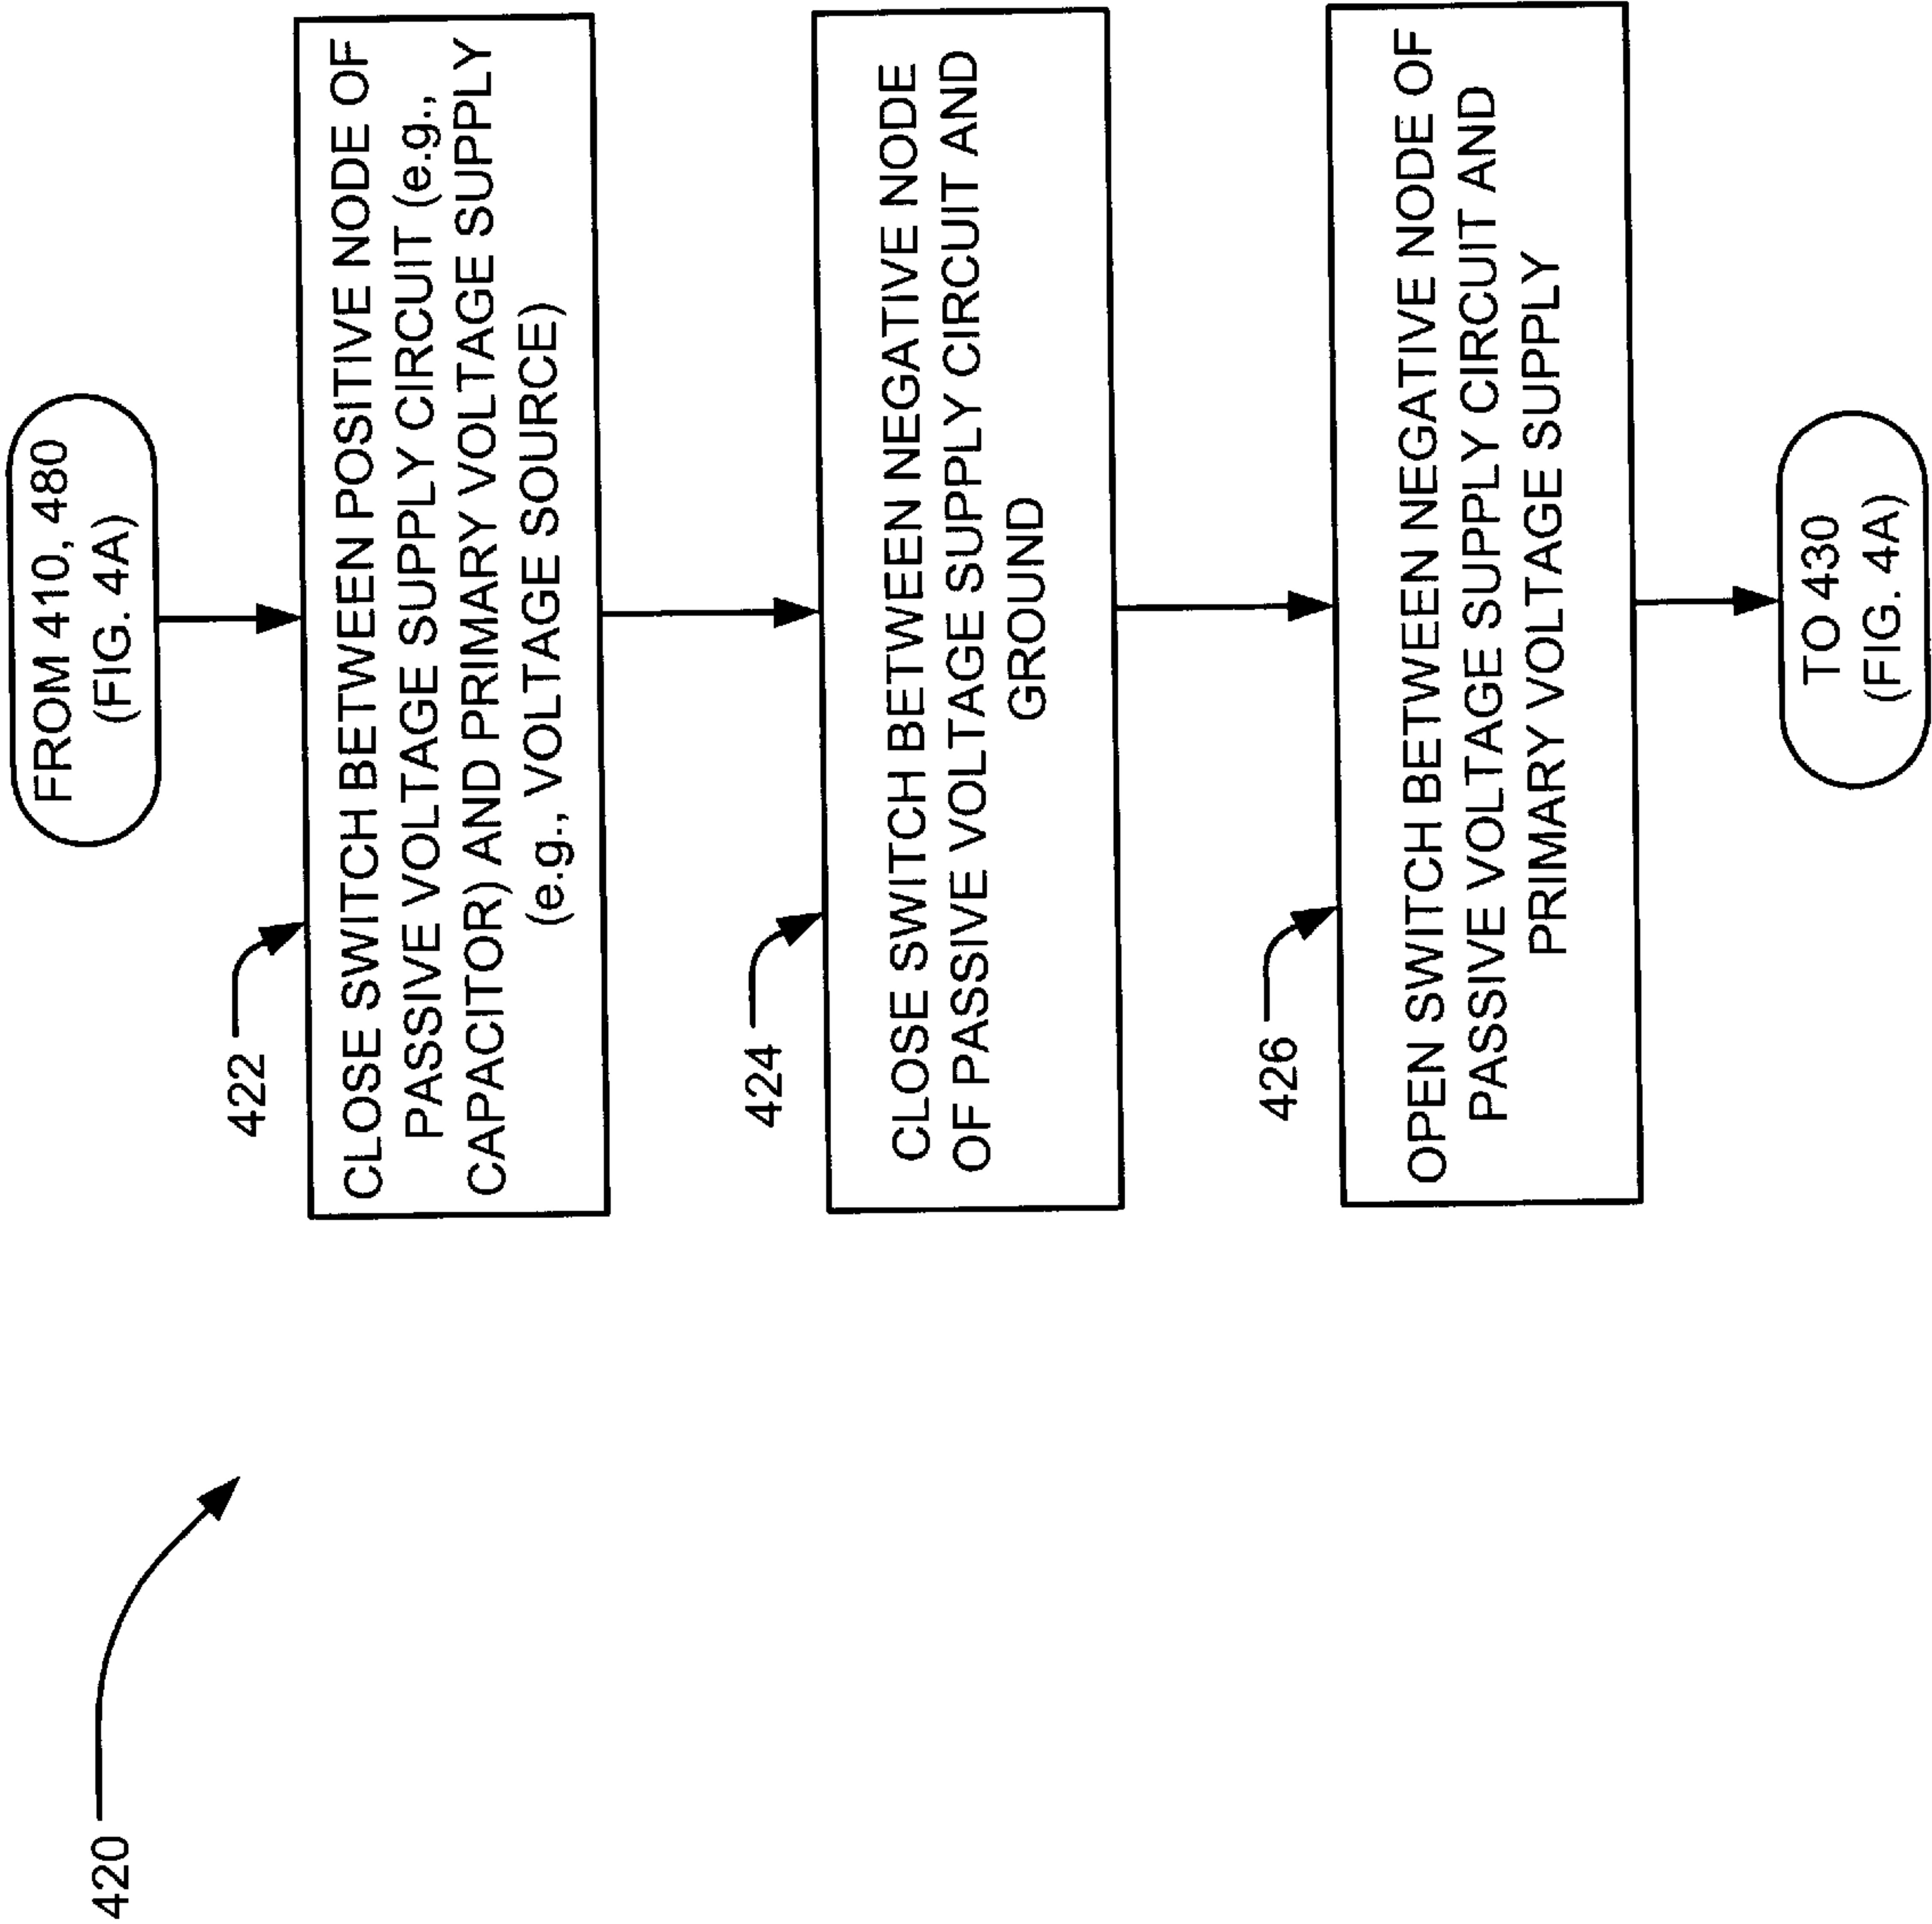 420
FROM 410, 480
(FIG. 4A)
422
CLOSE SWITCH BETWEEN POSITIVE NODE OF
PASSIVE VOLTAGE SUPPLY CIRCUIT (e.g.,
CAPACITOR) AND PRIMARY VOLTAGE SUPPLY
(e.g., VOLTAGE SOURCE)
424
CLOSE SWITCH BETWEEN NEGATIVE NODE
OF PASSIVE VOLTAGE SUPPLY CIRCUIT AND
GROUND
426
OPEN SWITCH BETWEEN NEGATIVE NODE OF
PASSIVE VOLTAGE SUPPLY CIRCUIT AND
PRIMARY VOLTAGE SUPPLY
TO 430
(FIG. 4A)